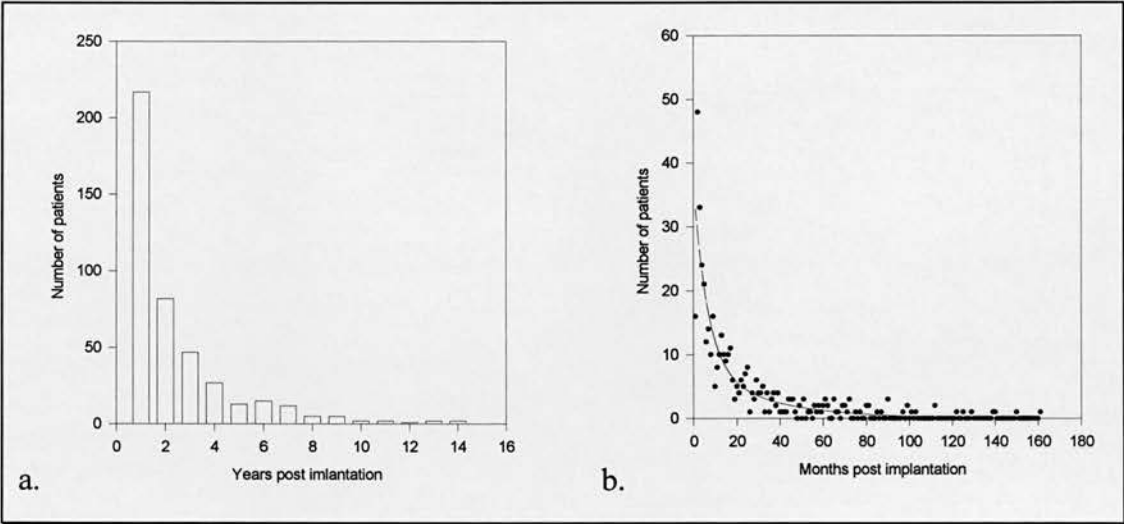 250
200
150
100
50
0
Number of patients
0 2 4 6 8 10 12 14 16
Years post imlantation
a.
60
50
40
30
20
10
0
Number of patients
0 20 40 60 80 100 120 140 160 180
Months post implantation
b.